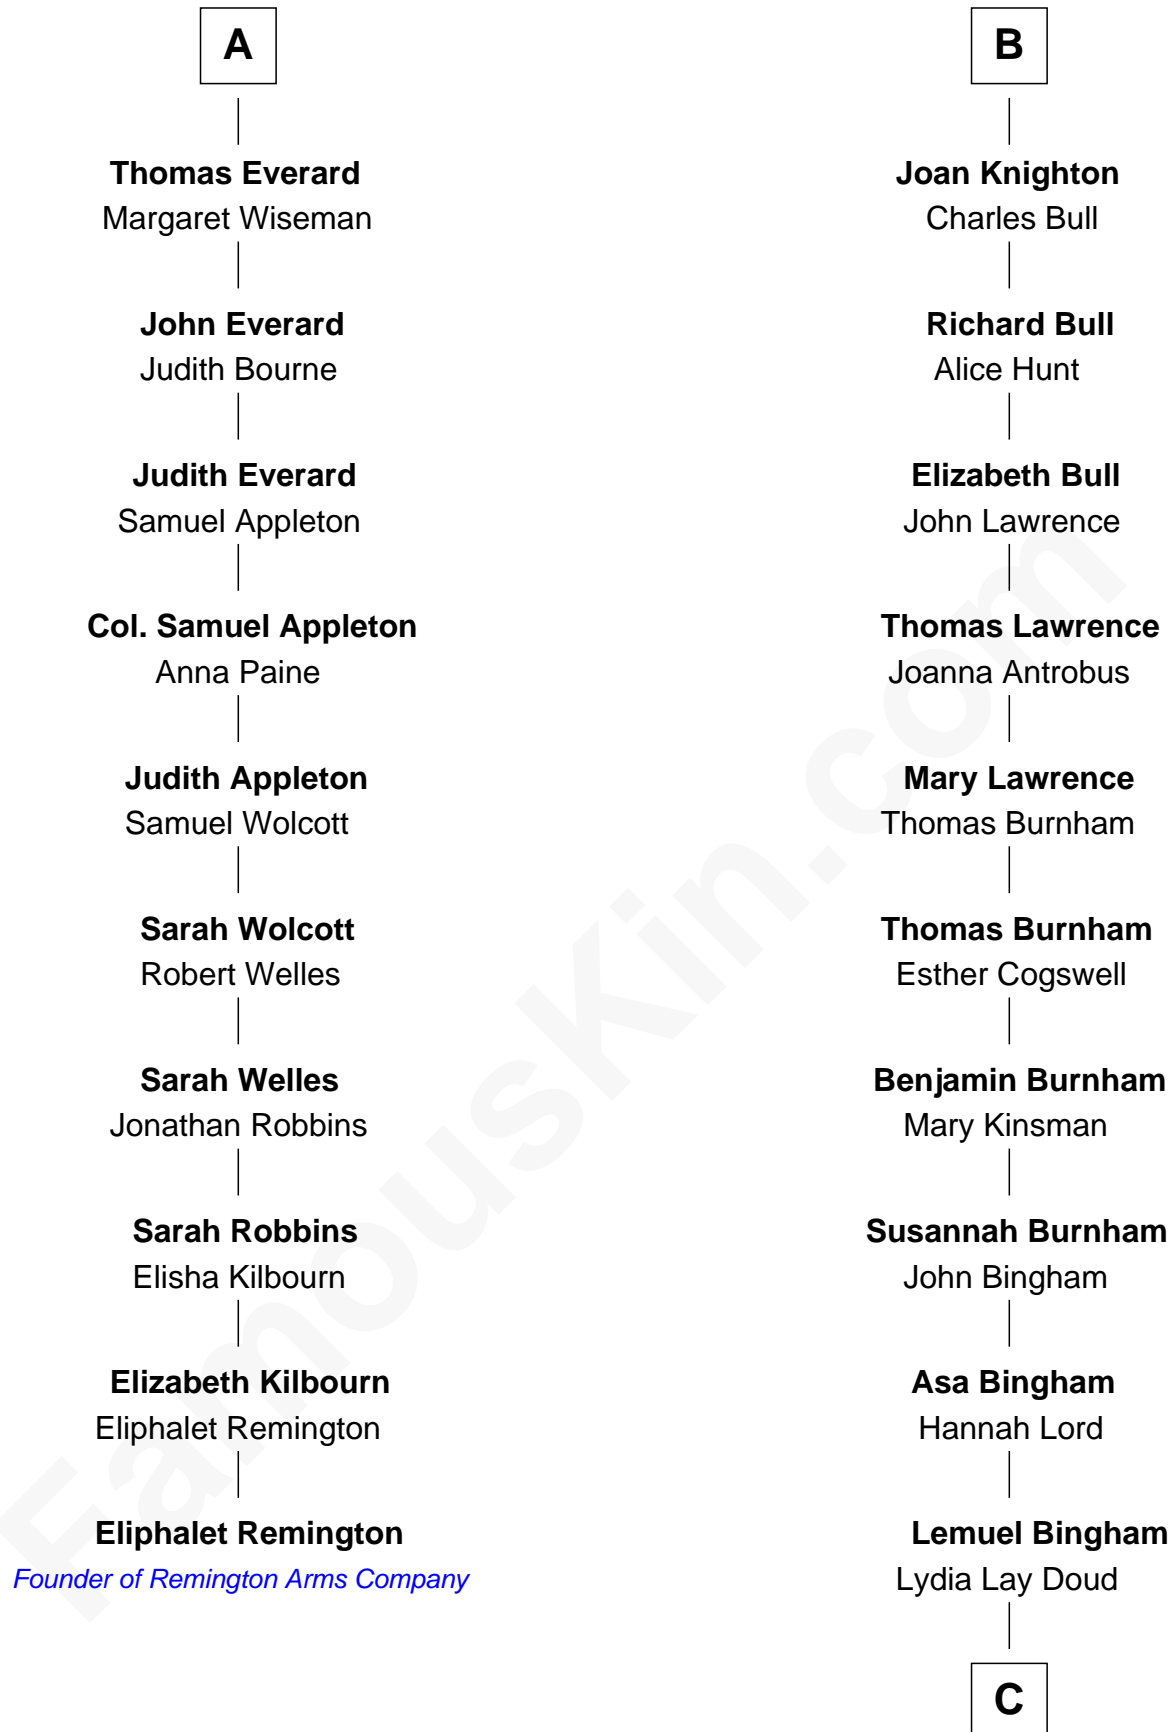 A
Thomas Everard
Margaret Wiseman
John Everard
Judith Bourne
Judith Everard
Samuel Appleton
Col. Samuel Appleton
Anna Paine
Judith Appleton
Samuel Wolcott
Sarah Wolcott
Robert Welles
Sarah Welles
Jonathan Robbins
Sarah Robbins
Elisha Kilbourn
Elizabeth Kilbourn
Eliphalet Remington
Eliphalet Remington
Founder of Remington Arms Company
B
Joan Knighton
Charles Bull
Richard Bull
Alice Hunt
Elizabeth Bull
John Lawrence
Thomas Lawrence
Joanna Antrobus
Mary Lawrence
Thomas Burnham
Thomas Burnham
Esther Cogswell
Benjamin Burnham
Mary Kinsman
Susannah Burnham
John Bingham
Asa Bingham
Hannah Lord
Lemuel Bingham
Lydia Lay Doud
C
FamousKin.com